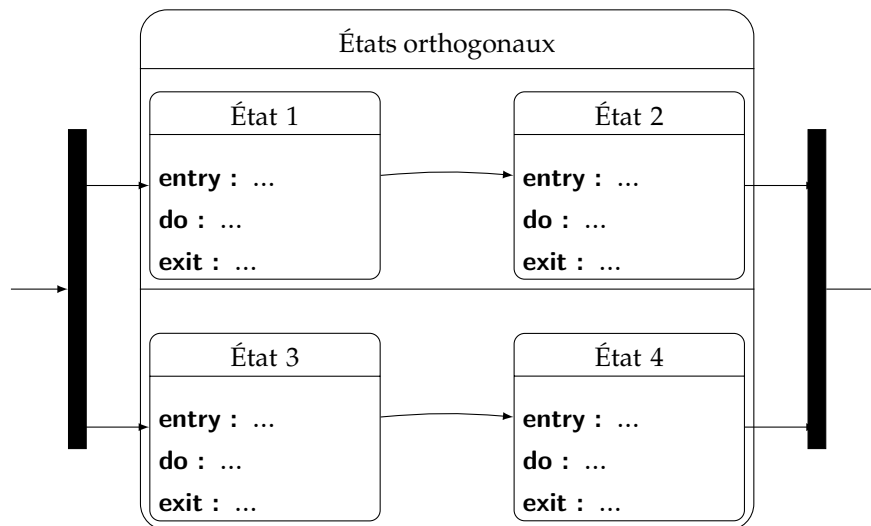 États orthogonaux
État 1
entry : ...
do : ...
exit : ...
État 2
entry : ...
do : ...
exit : ...
État 3
entry : ...
do : ...
exit : ...
État 4
entry : ...
do : ...
exit : ...